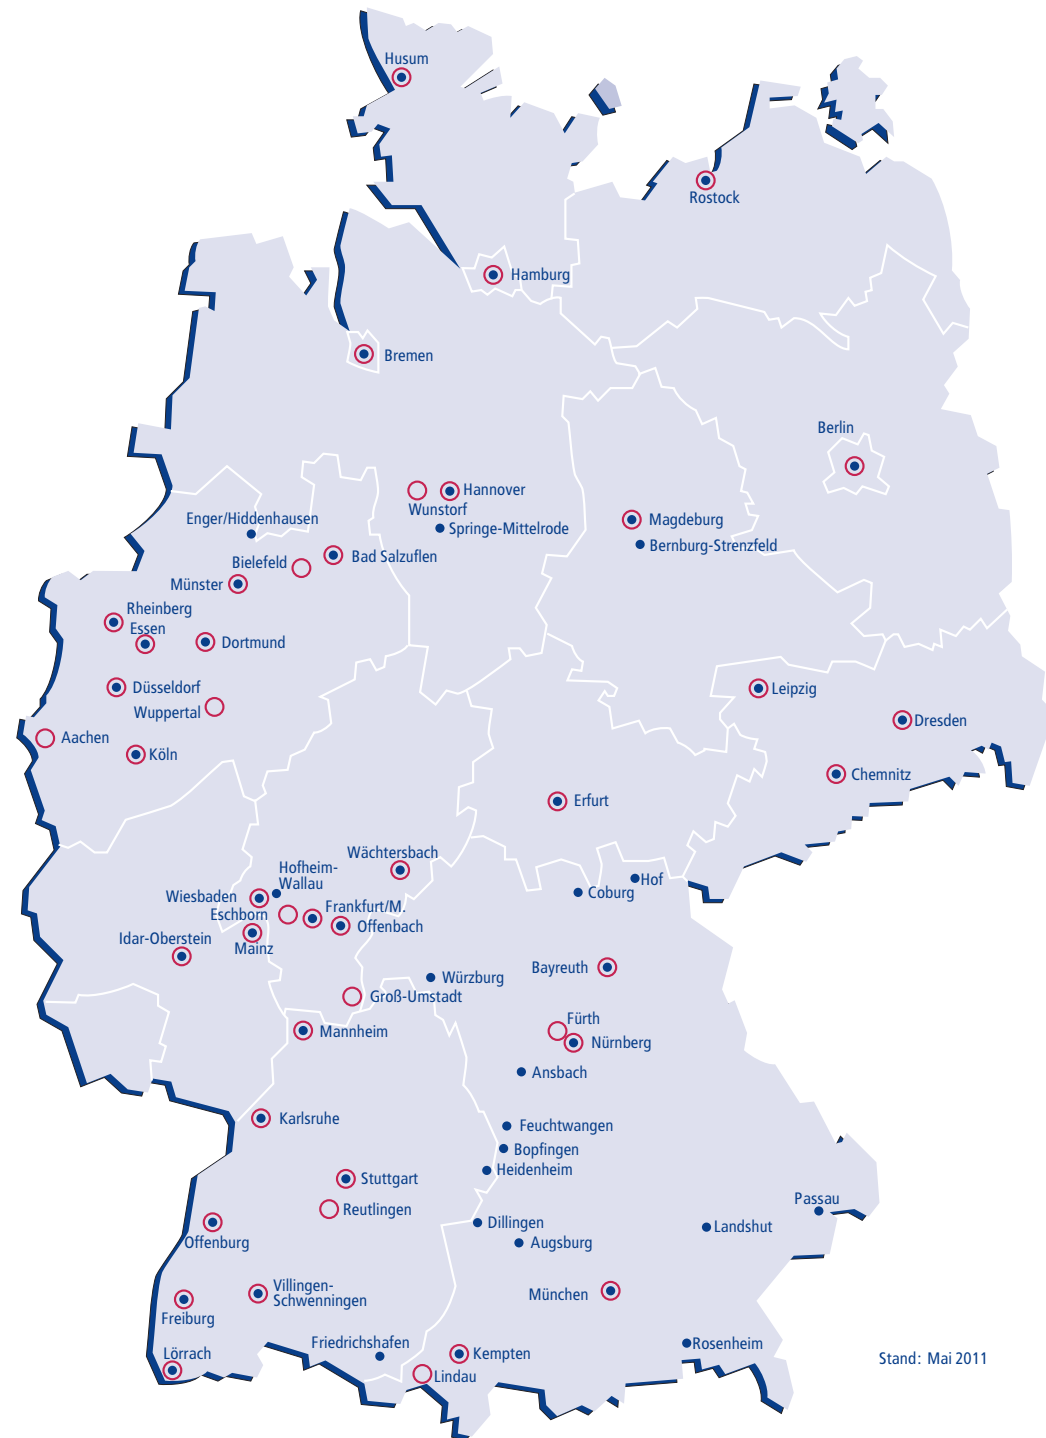 Husum
Rostock
Hamburg
Bremen
Berlin
Hannover
Wunstorf
Enger/Hiddenhausen
Springe-Mittelrode
Magdeburg
Bernburg-Strenzfeld
Bielefeld
Bad Salzuflen
Münster
Rheinberg
Essen
Dortmund
Düsseldorf
Wuppertal
Leipzig
Dresden
Aachen
Köln
Chemnitz
Erfurt
Wächtersbach
Hofheim-
Wallau
Hof
Coburg
Wiesbaden
Eschborn
Frankfurt/M.
Offenbach
Idar-Oberstein
Mainz
Bayreuth
Würzburg
Groß-Umstadt
Fürth
Mannheim
Nürnberg
Ansbach
Karlsruhe
Feuchtwangen
Bopfingen
Heidenheim
Stuttgart
Reutlingen
Passau
Dillingen
Landshut
Offenburg
Augsburg
Villingen-
Schwenningen
München
Freiburg
Friedrichshafen
Rosenheim
Lörrach
Kempten
Lindau
Stand: Mai 2011